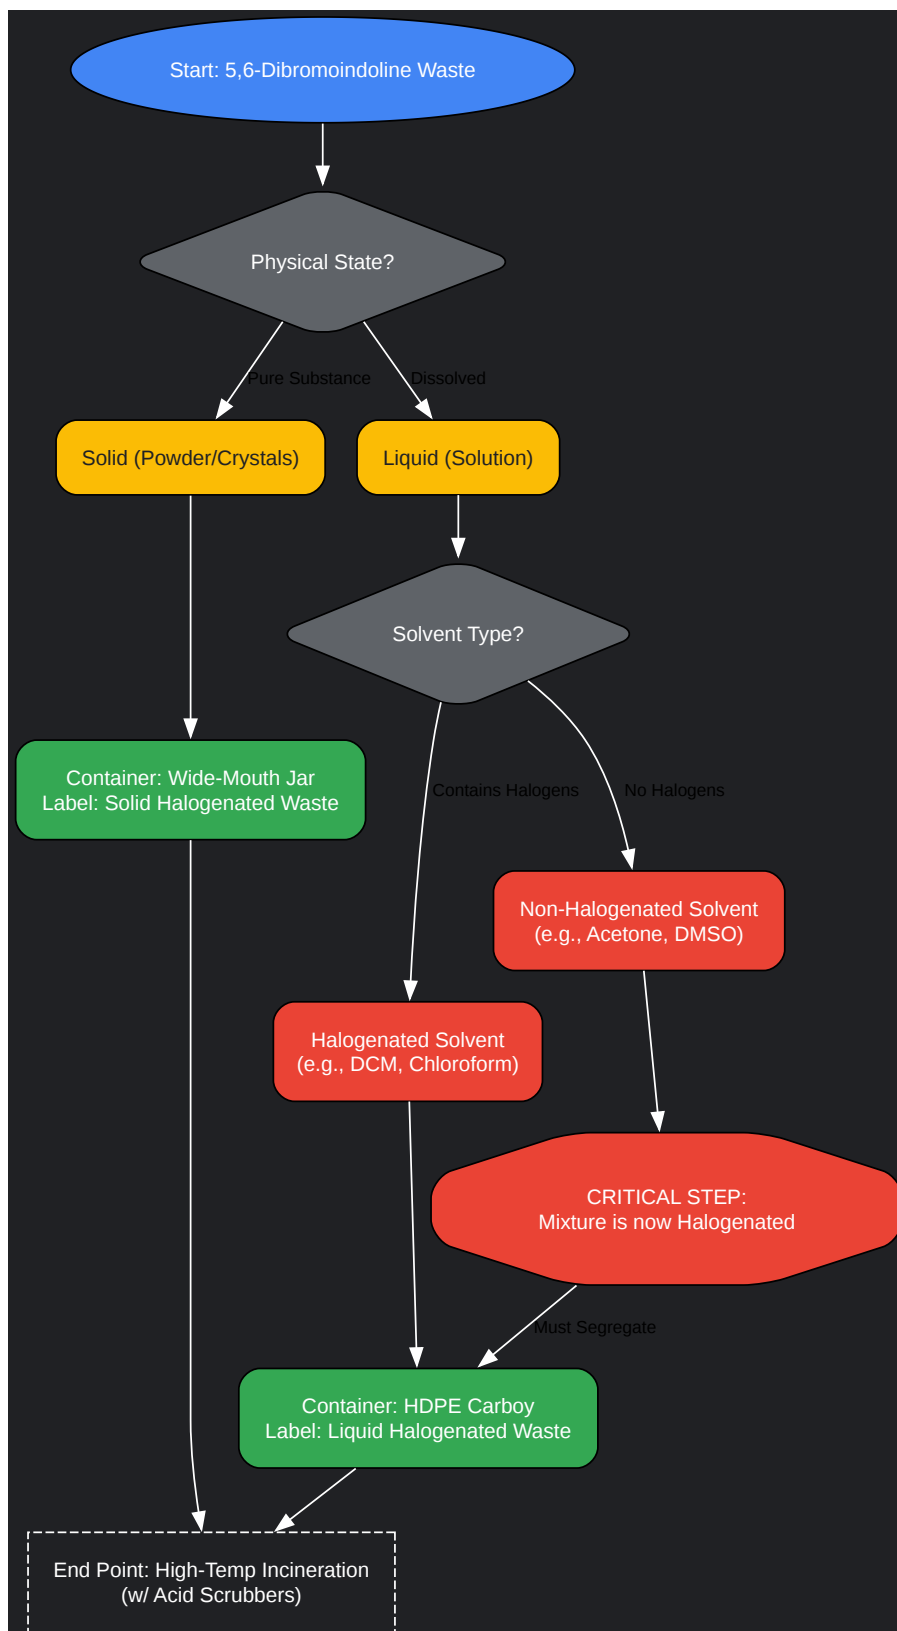 Start: 5,6-Dibromoindoline Waste
Physical State?
Pure Substance
Dissolved
Solid (Powder/Crystals)
Liquid (Solution)
Solvent Type?
Container: Wide-Mouth Jar
Label: Solid Halogenated Waste
Contains Halogens
No Halogens
Non-Halogenated Solvent
(e.g., Acetone, DMSO)
Halogenated Solvent
(e.g., DCM, Chloroform)
CRITICAL STEP:
Mixture is now Halogenated
Must Segregate
Container: HDPE Carboy
Label: Liquid Halogenated Waste
End Point: High-Temp Incineration
(w/ Acid Scrubbers)